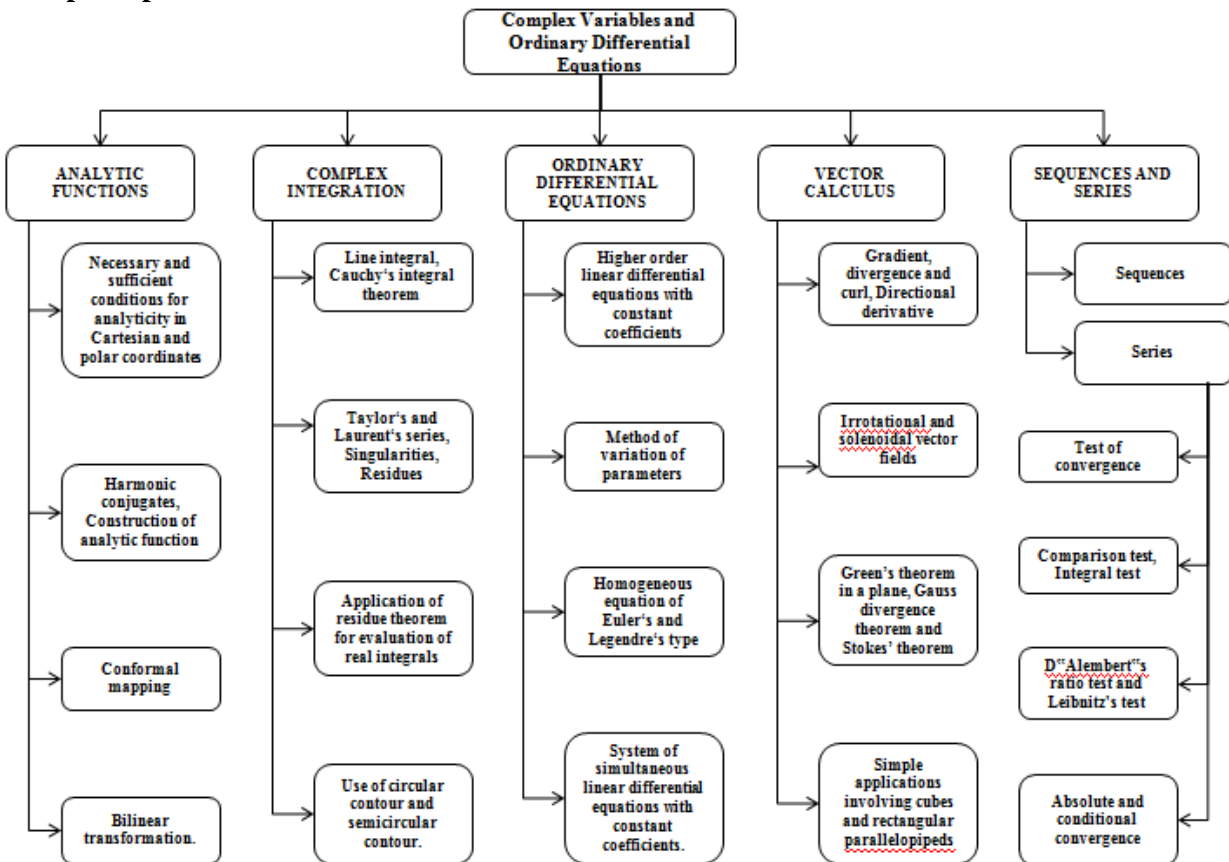 Complex Variables and
Ordinary Differential
Equations
ANALYTIC
FUNCTIONS
Necessary and
sufficient
conditions for
analyticity in
Cartesian and
polar coordinates
Harmonic
conjugates,
Construction of
analytic function
Conformal
mapping
Bilinear
transformation.
COMPLEX
INTEGRATION
Line integral,
Cauchy‘s integral
theorem
Taylor‘s and
Laurent‘s series,
Singularities,
Residues
Application of
residue theorem
for evaluation of
real integrals
Use of circular
contour and
semicircular
contour.
ORDINARY
DIFFERENTIAL
EQUATIONS
Higher order
linear differential
equations with
constant
coefficients
Method of
variation of
parameters
Homogeneous
equation of
Euler‘s and
Legendre‘s type
System of
simultaneous
linear differential
equations with
constant
coefficients.
VECTOR
CALCULUS
Gradient,
divergence and
curl, Directional
derivative
Irrotational and
solenoidal vector
fields
Green’s theorem
in a plane, Gauss
divergence
theorem and
Stokes’ theorem
Simple
applications
involving cubes
and rectangular
parallelopipeds
SEQUENCES AND
SERIES
Sequences
Series
Test of
convergence
Comparison test,
Integral test
D‟Alembert‟s
ratio test and
Leibnitz’s test
Absolute and
conditional
convergence